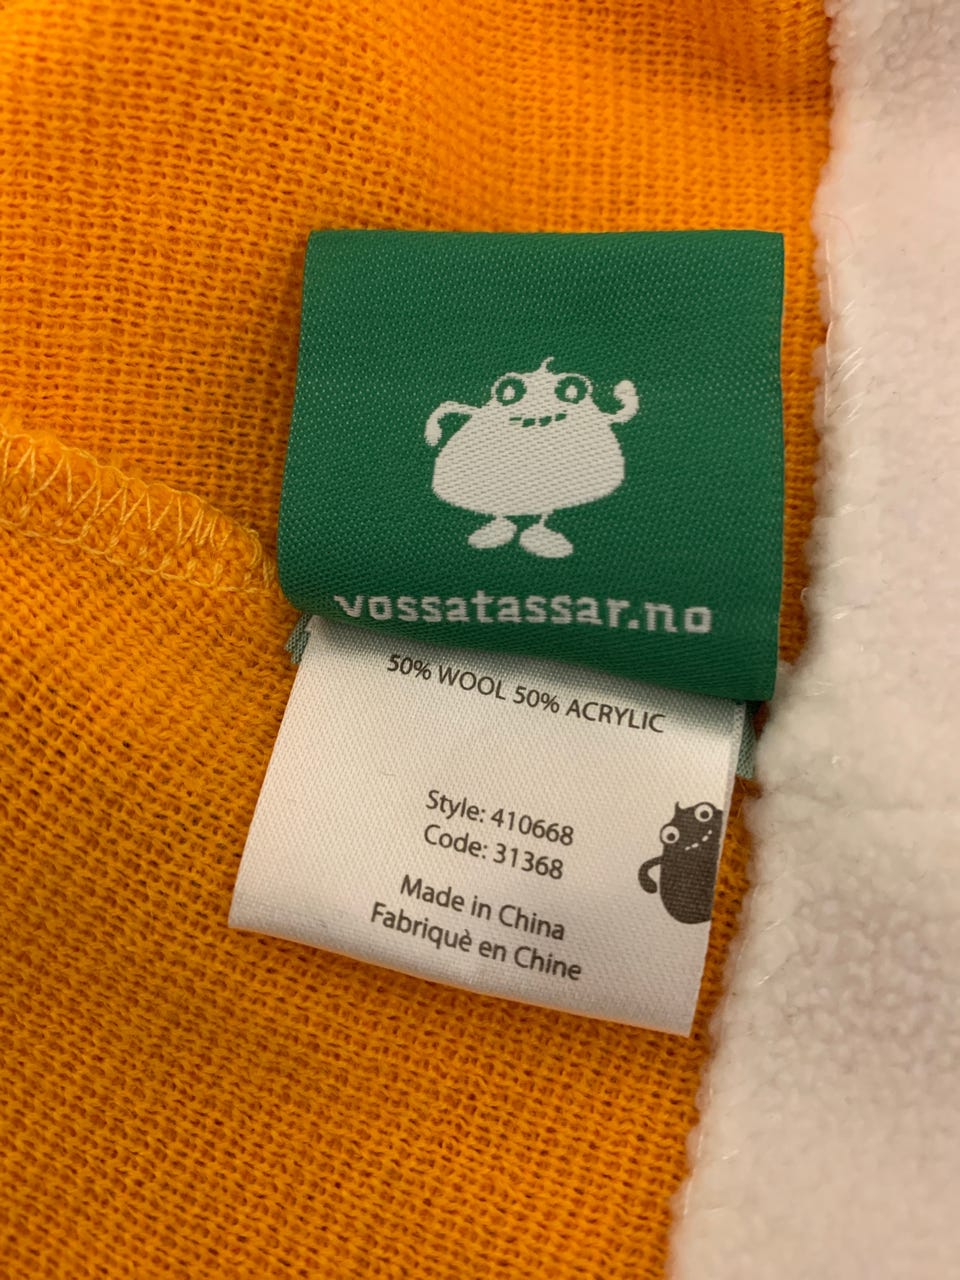 vossatassar.no
50% WOOL 50% ACRYLIC
Style: 410668
Code: 31368
Made in China
Fabriquè en Chine